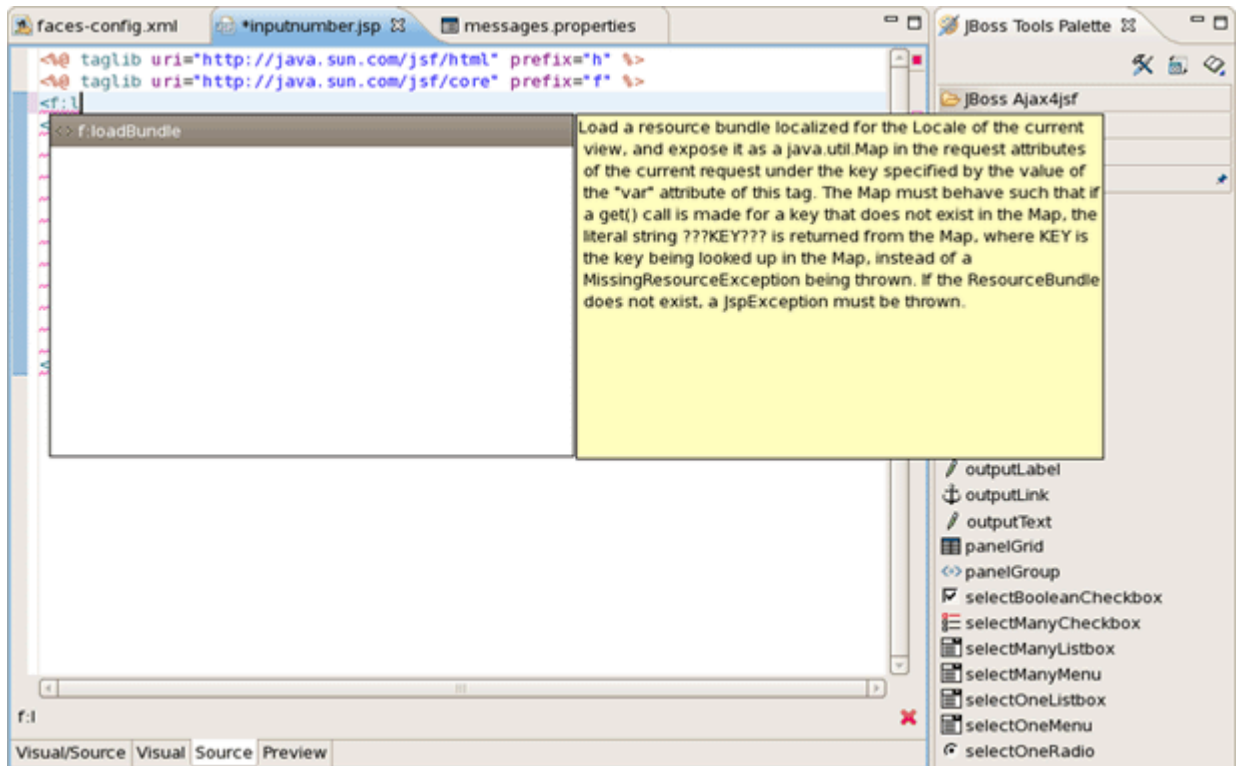 faces-config.xml
*inputnumber.jsp
messages.properties
JBoss Tools Palette
<%@ taglib uri="http://java.sun.com/jsf/html" prefix="h" %>
<%@ taglib uri="http://java.sun.com/jsf/core" prefix="f" %>
<f:l
JBoss Ajax4jsf
f:loadBundle
Load a resource bundle localized for the Locale of the current
view, and expose it as a java.util.Map in the request attributes
of the current request under the key specified by the value of
the "var" attribute of this tag. The Map must behave such that if
a get() call is made for a key that does not exist in the Map, the
literal string ???KEY??? is returned from the Map, where KEY is
the key being looked up in the Map, instead of a
MissingResourceException being thrown. If the ResourceBundle
does not exist, a JspException must be thrown.
outputLabel
outputLink
outputText
panelGrid
panelGroup
selectBooleanCheckbox
selectManyCheckbox
selectManyListbox
selectManyMenu
selectOneListbox
selectOneMenu
selectOneRadio
f:l
Visual/Source Visual Source Preview